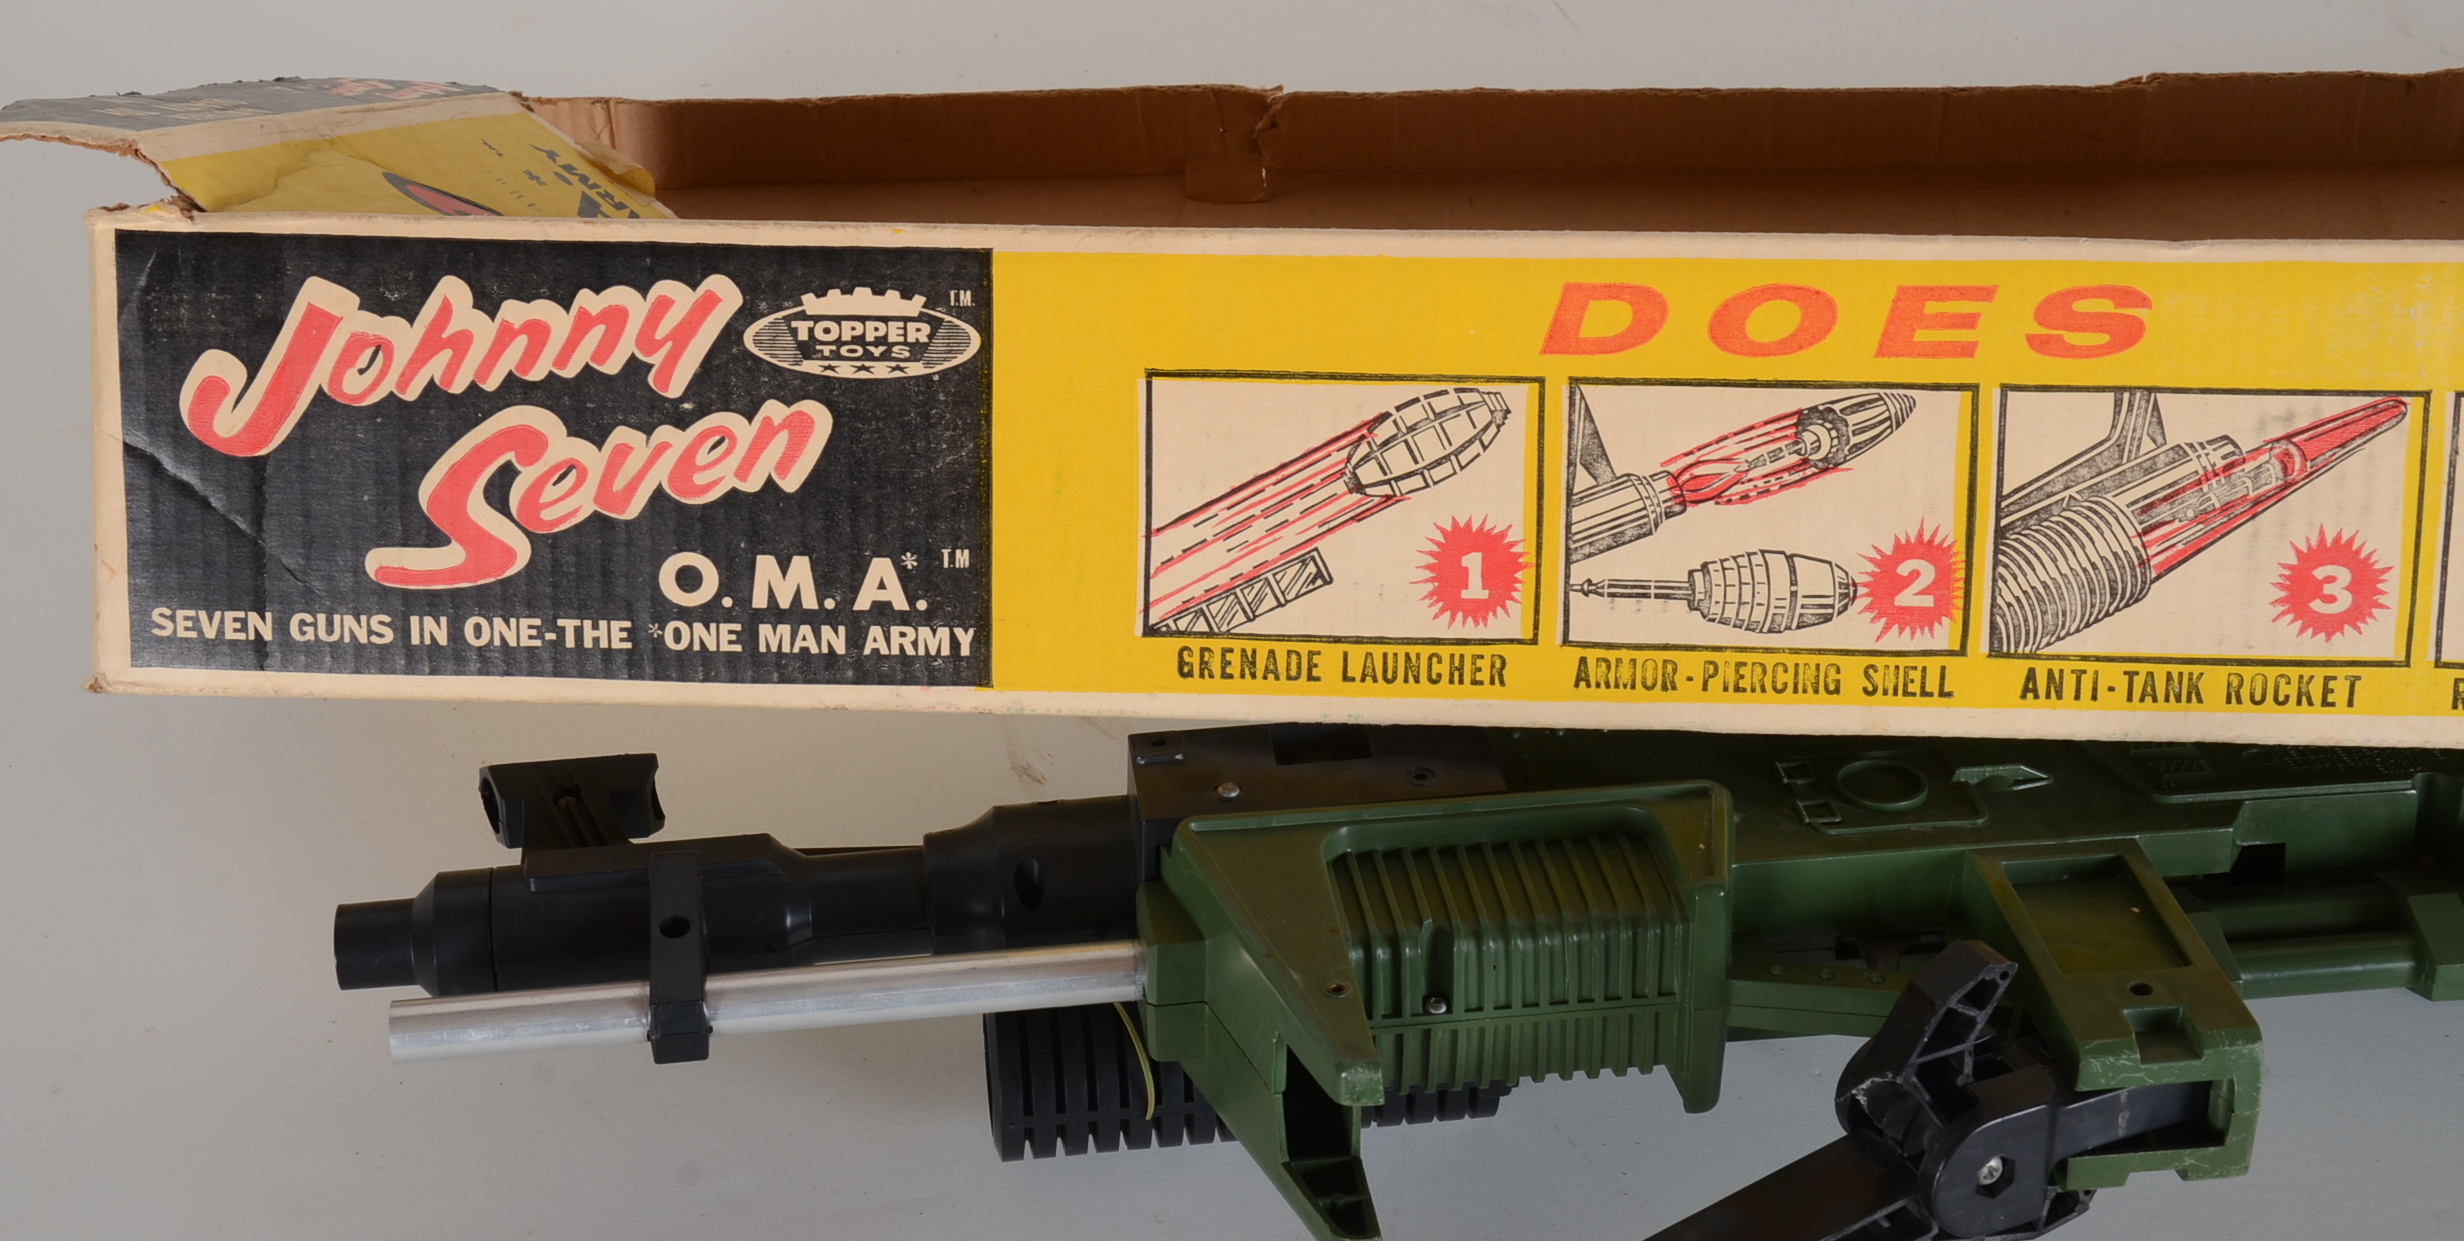 Johnny
Seven
TOPPER
TOYS
T.M.
O. M. A.* T.M
SEVEN GUNS IN ONE-THE *ONE MAN ARMY
DOES
1
2
3
GRENADE LAUNCHER
ARMOR-PIERCING SHELL
ANTI-TANK ROCKET
ARMY